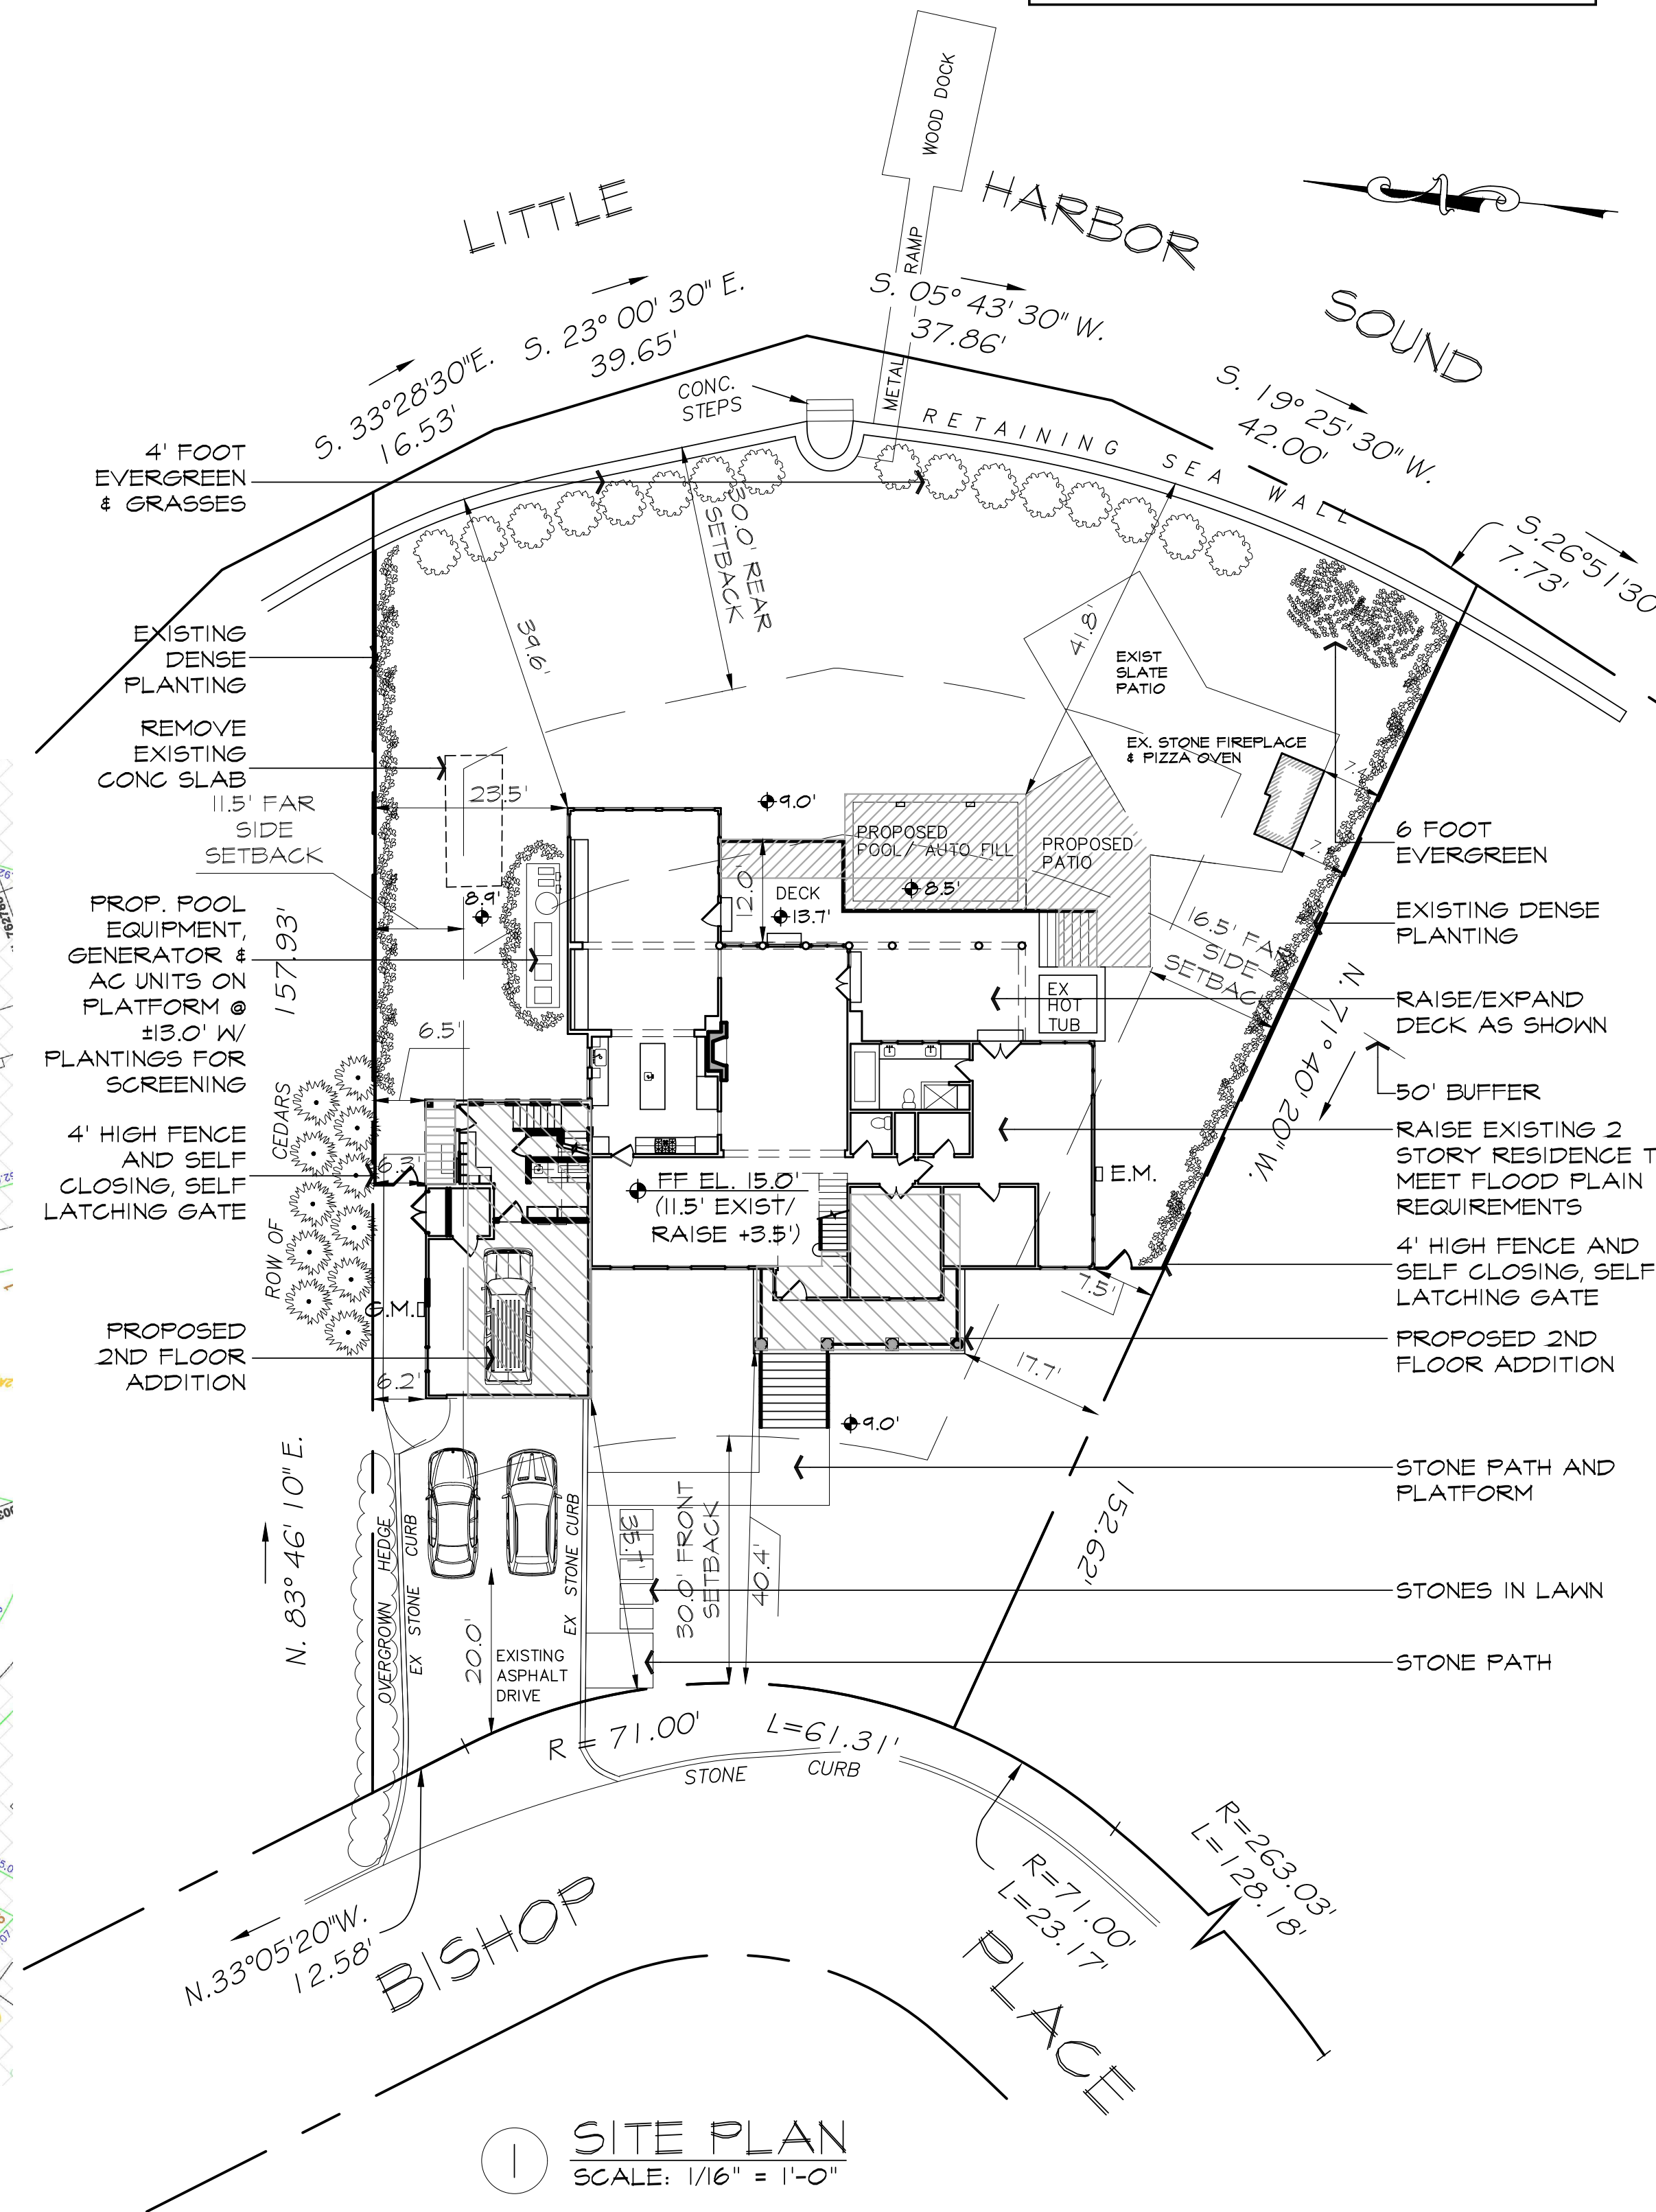 WOOD DOCK
LITTLE
HARBOR
SOUND
METAL RAMP
S. 33°28'30"E.
16.53'
S. 23° 00' 30" E.
39.65'
S. 05° 43' 30" W.
37.86'
S. 19° 25' 30" W.
42.00'
S.26°51'30
7.73'
CONC.
STEPS
RETAINING SEA WALL
4' FOOT
EVERGREEN
& GRASSES
30.0' REAR
SETBACK
39.6'
41.8'
EXISTING
DENSE
PLANTING
EXIST
SLATE
PATIO
REMOVE
EXISTING
CONC SLAB
EX. STONE FIREPLACE
& PIZZA OVEN
11.5' FAR
SIDE
SETBACK
23.5'
9.0'
PROPOSED
POOL/ AUTO FILL
PROPOSED
PATIO
6 FOOT
EVERGREEN
8.5'
12.0'
DECK
13.7'
8.9'
PROP. POOL
EQUIPMENT,
GENERATOR &
AC UNITS ON
PLATFORM @
±13.0' W/
PLANTINGS FOR
SCREENING
157.93'
EXISTING DENSE
PLANTING
16.5' FAR
SIDE
SETBACK
N. 71° 40' 20" W.
RAISE/EXPAND
DECK AS SHOWN
EX
HOT
TUB
6.5'
50' BUFFER
ROW OF CEDARS
4' HIGH FENCE
AND SELF
CLOSING, SELF
LATCHING GATE
RAISE EXISTING 2
STORY RESIDENCE T
MEET FLOOD PLAIN
REQUIREMENTS
E.M.
FF EL. 15.0'
(11.5' EXIST/
RAISE +3.5')
4' HIGH FENCE AND
SELF CLOSING, SELF
LATCHING GATE
7.5'
G.M.
PROPOSED
2ND FLOOR
ADDITION
PROPOSED 2ND
FLOOR ADDITION
17.7'
6.2'
9.0'
N. 83° 46' 10" E.
STONE PATH AND
PLATFORM
152.62'
OVERGROWN HEDGE
EX STONE CURB
EX STONE CURB
30.0' FRONT
SETBACK
40.4'
STONES IN LAWN
20.0'
EXISTING
ASPHALT
DRIVE
STONE PATH
R = 71.00'
L=61.31'
STONE CURB
N.33°05'20"W.
12.58'
R=71.00'
L=23.17'
R=263.03'
L=128.18'
BISHOP
PLACE
1
SITE PLAN
SCALE: 1/16" = 1'-0"